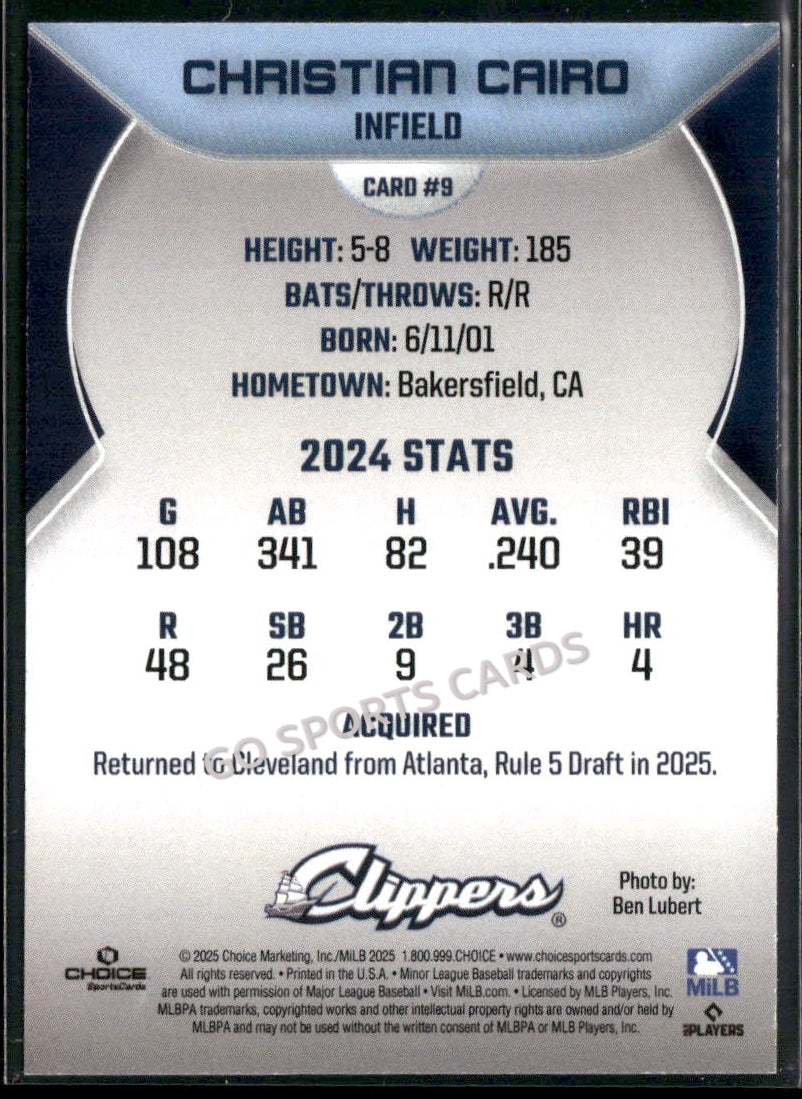 CHRISTIAN CAIRO
INFIELD
CARD #9
HEIGHT: 5-8 WEIGHT: 185
BATS/THROWS: R/R
BORN: 6/11/01
HOMETOWN: Bakersfield, CA
2024 STATS
G AB H AVG. RBI
108 341 82 .240 39
R SB 2B 3B HR
48 26 9 4 4
GO SPORTS CARDS
ACQUIRED
Returned to Cleveland from Atlanta, Rule 5 Draft in 2025.
Clippers®
Photo by:
Ben Lubert
CHOICE
SportsCards
© 2025 Choice Marketing, Inc./MiLB 2025 1.800.999.CHOICE • www.choicesportscards.com
All rights reserved. • Printed in the U.S.A. • Minor League Baseball trademarks and copyrights
are used with permission of Major League Baseball • Visit MiLB.com. • Licensed by MLB Players, Inc.
MLBPA trademarks, copyrighted works and other intellectual property rights are owned and/or held by
MLBPA and may not be used without the written consent of MLBPA or MLB Players, Inc.
MiLB
PLAYERS